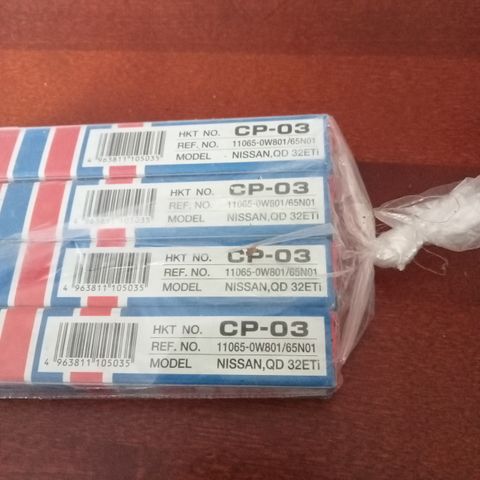 HKT NO. CP-03
REF. NO. 11065-0W801/65N01
MODEL NISSAN,QD 32ETi
4 963811 105035
HKT NO. CP-03
REF. NO. 11065-0W801/65N01
MODEL NISSAN,QD 32ETi
4 963811 105035
HKT NO. CP-03
REF. NO. 11065-0W801/65N01
MODEL NISSAN,QD 32ETi
4 963811 105035
HKT NO. CP-03
REF. NO. 11065-0W801/65N01
MODEL NISSAN,QD 32ETi
4 963811 105035